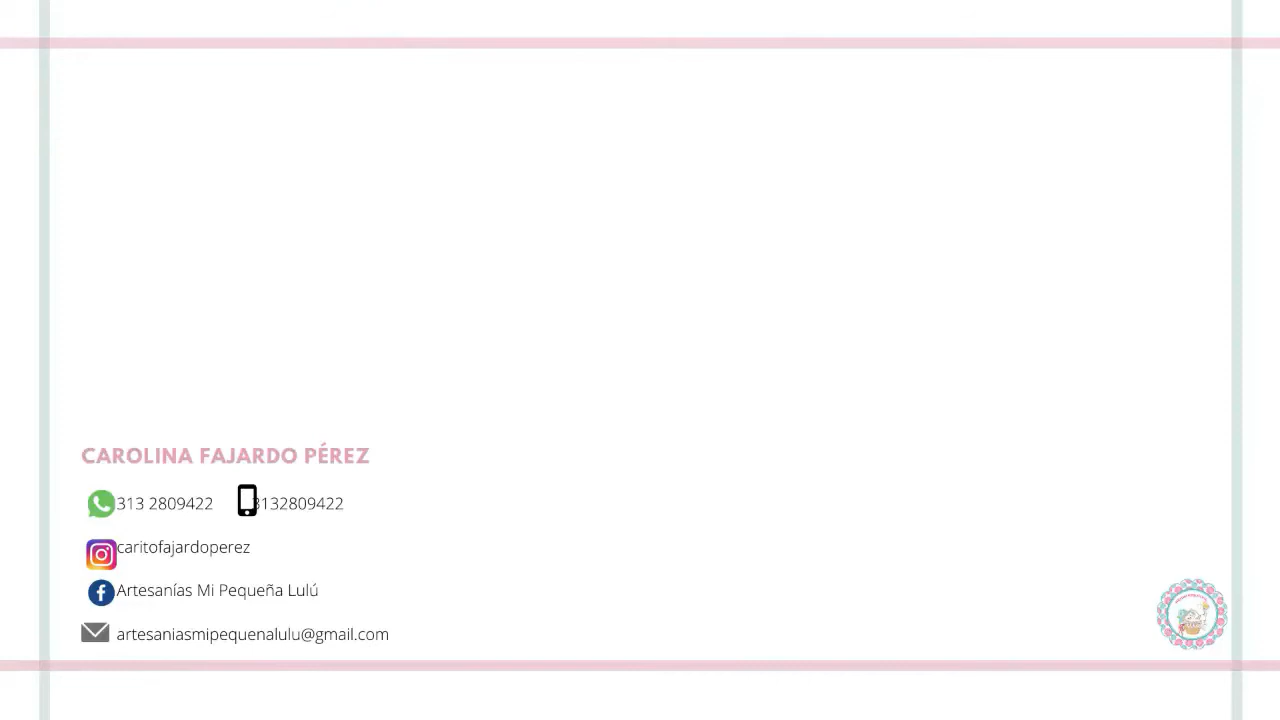 CAROLINA FAJARDO PÉREZ
313 2809422 3132809422
caritofajardoperez
Artesanías Mi Pequeña Lulú
artesaniasmipequenalulu@gmail.com